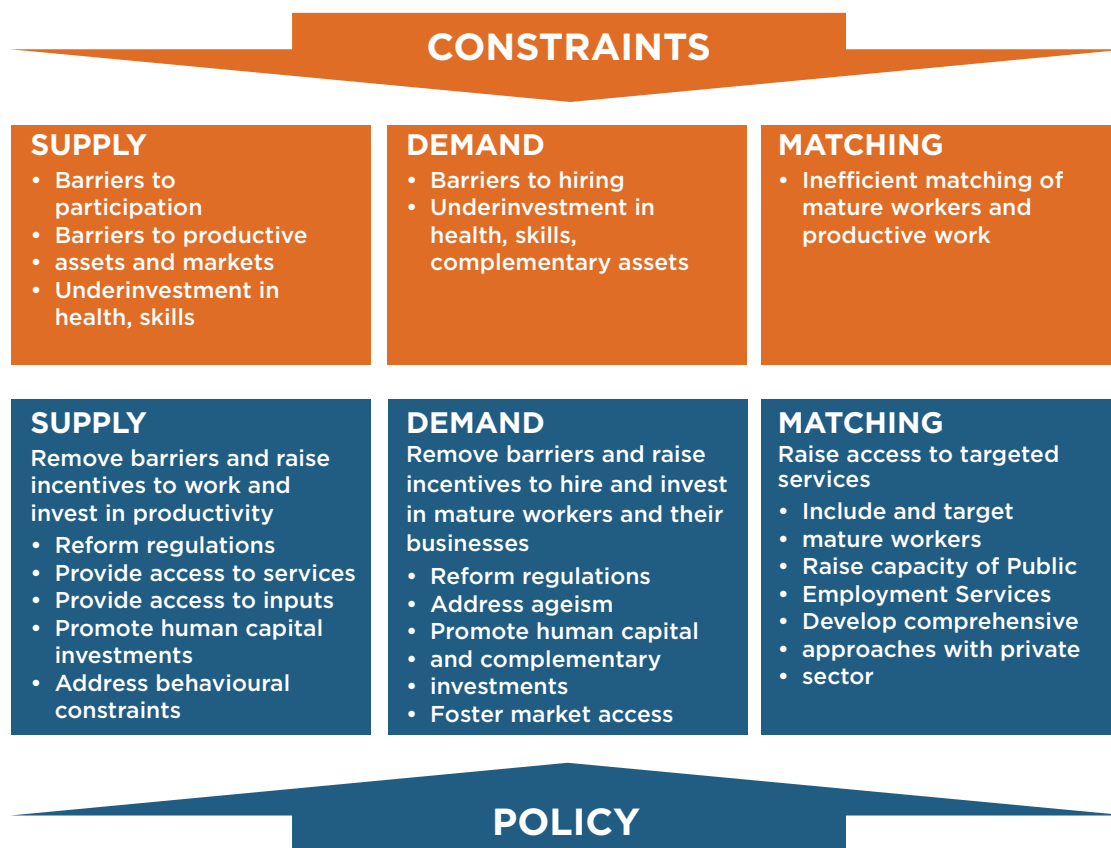 CONSTRAINTS
SUPPLY
• Barriers to
participation
• Barriers to productive
• assets and markets
• Underinvestment in
health, skills
DEMAND
• Barriers to hiring
• Underinvestment in
health, skills,
complementary assets
MATCHING
• Inefficient matching of
mature workers and
productive work
SUPPLY
Remove barriers and raise
incentives to work and
invest in productivity
• Reform regulations
• Provide access to services
• Provide access to inputs
• Promote human capital
investments
• Address behavioural
constraints
DEMAND
Remove barriers and raise
incentives to hire and invest
in mature workers and their
businesses
• Reform regulations
• Address ageism
• Promote human capital
• and complementary
• investments
• Foster market access
MATCHING
Raise access to targeted
services
• Include and target
• mature workers
• Raise capacity of Public
• Employment Services
• Develop comprehensive
• approaches with private
• sector
POLICY